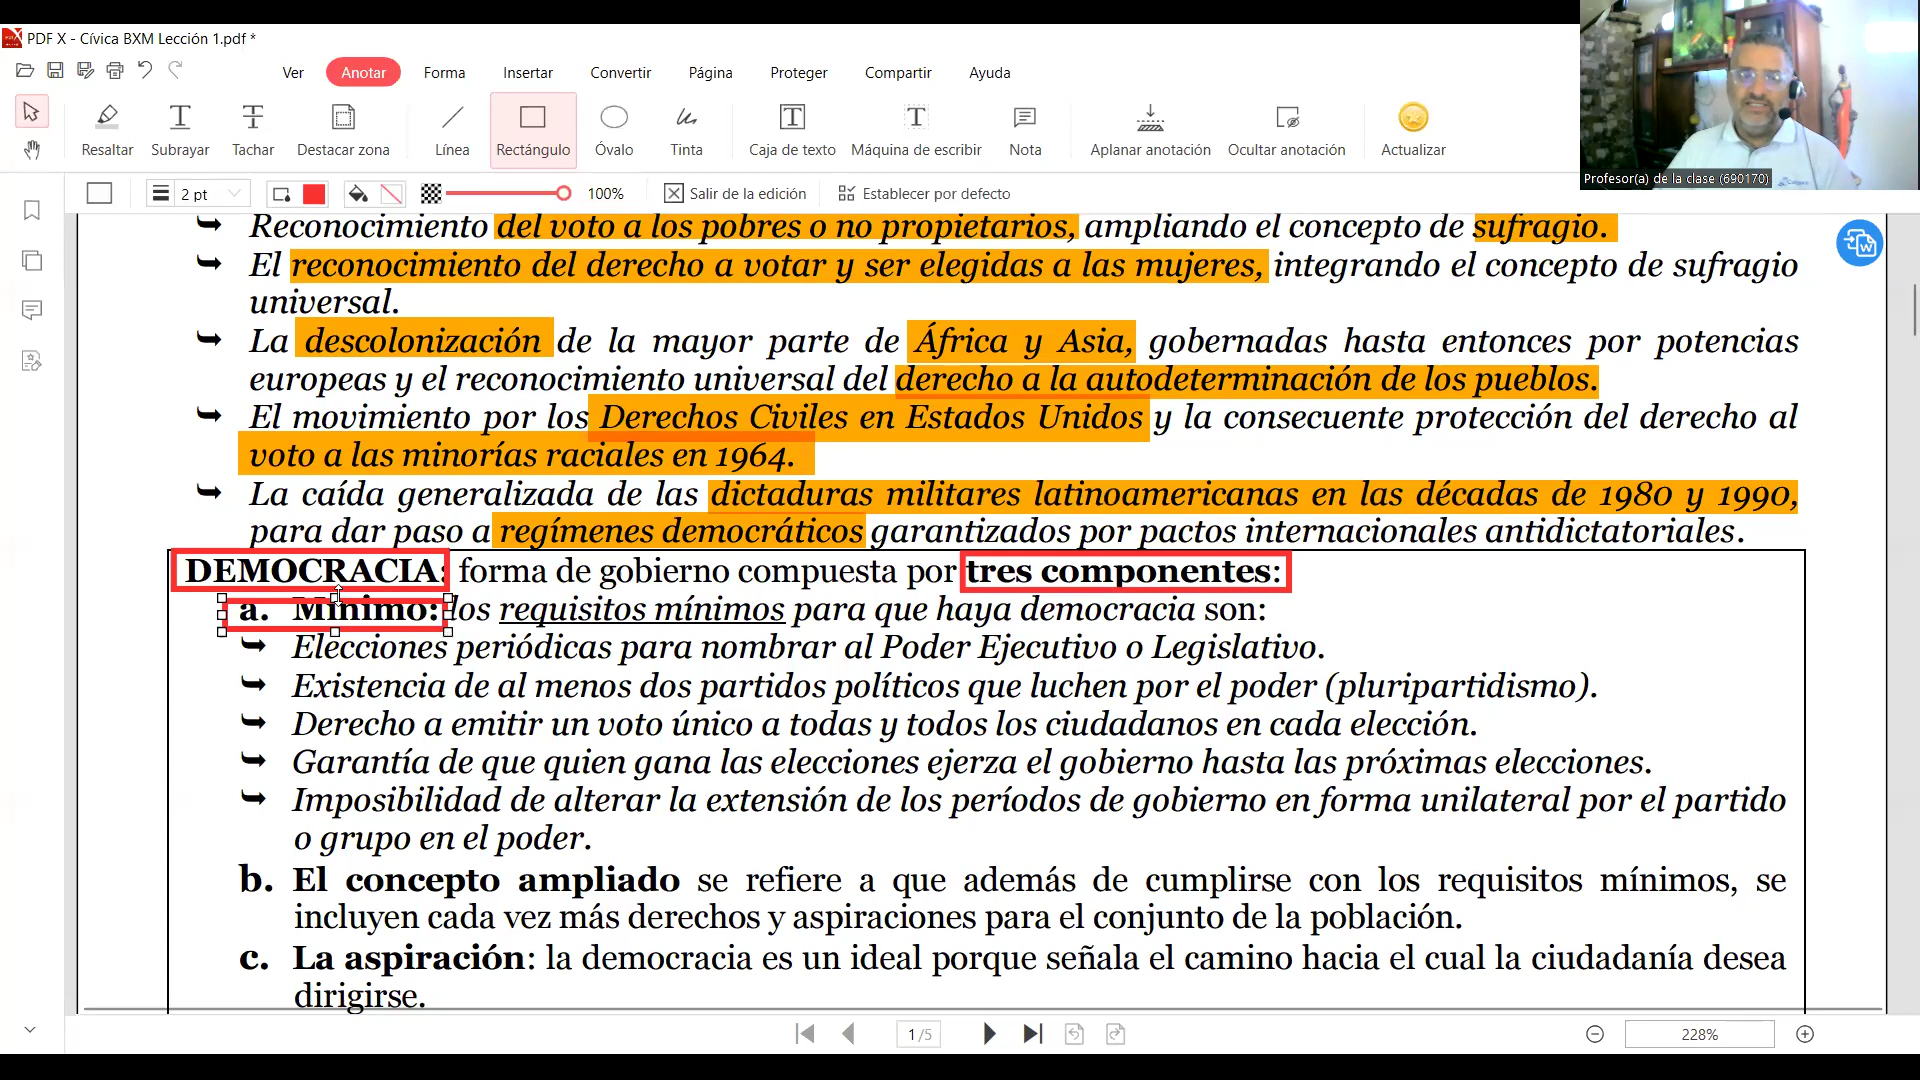 PDF X - Cívica BXM Lección 1.pdf *
Ver Anotar Forma Insertar Convertir Página Proteger Compartir Ayuda
Resaltar Subrayar Tachar Destacar zona Línea Rectángulo Óvalo Tinta Caja de texto Máquina de escribir Nota Aplanar anotación Ocultar anotación Actualizar
Profesor(a) de la clase (690170)
2 pt 100% Salir de la edición Establecer por defecto
Reconocimiento del voto a los pobres o no propietarios, ampliando el concepto de sufragio.
El reconocimiento del derecho a votar y ser elegidas a las mujeres, integrando el concepto de sufragio
universal.
La descolonización de la mayor parte de África y Asia, gobernadas hasta entonces por potencias
europeas y el reconocimiento universal del derecho a la autodeterminación de los pueblos.
El movimiento por los Derechos Civiles en Estados Unidos y la consecuente protección del derecho al
voto a las minorías raciales en 1964.
La caída generalizada de las dictaduras militares latinoamericanas en las décadas de 1980 y 1990,
para dar paso a regímenes democráticos garantizados por pactos internacionales antidictatoriales.
DEMOCRACIA: forma de gobierno compuesta por tres componentes:
a. Mínimo: los requisitos mínimos para que haya democracia son:
Elecciones periódicas para nombrar al Poder Ejecutivo o Legislativo.
Existencia de al menos dos partidos políticos que luchen por el poder (pluripartidismo).
Derecho a emitir un voto único a todas y todos los ciudadanos en cada elección.
Garantía de que quien gana las elecciones ejerza el gobierno hasta las próximas elecciones.
Imposibilidad de alterar la extensión de los períodos de gobierno en forma unilateral por el partido
o grupo en el poder.
b. El concepto ampliado se refiere a que además de cumplirse con los requisitos mínimos, se
incluyen cada vez más derechos y aspiraciones para el conjunto de la población.
c. La aspiración: la democracia es un ideal porque señala el camino hacia el cual la ciudadanía desea
dirigirse.
1/5
228%